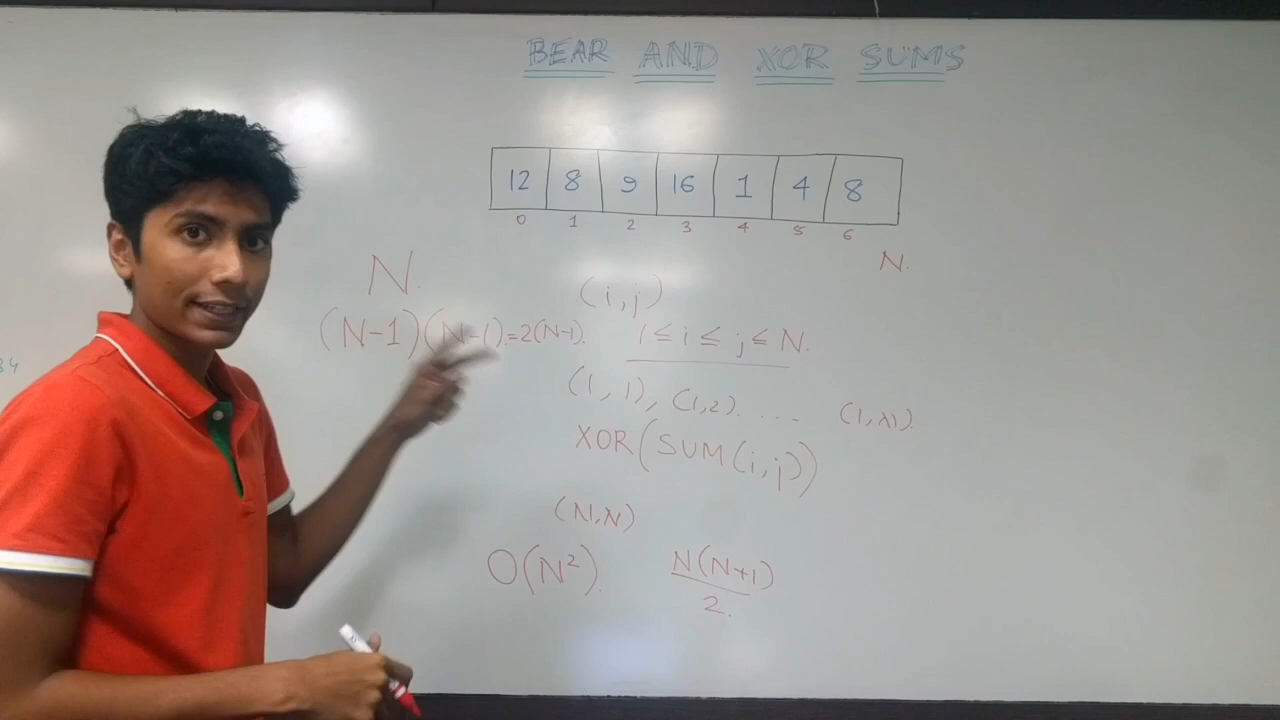 BEAR AND XOR SUMS
12 8 9 16 1 4 8
0 1 2 3 4 5 6
N.
N.
(i,j)
(N-1)(N-1).=2(N-1).
1 ≤ i ≤ j ≤ N.
(1, 1), (1,2). .... (1,N).
XOR(SUM(i,j))
(N,N)
O(N²).
N(N+1)
2.
84